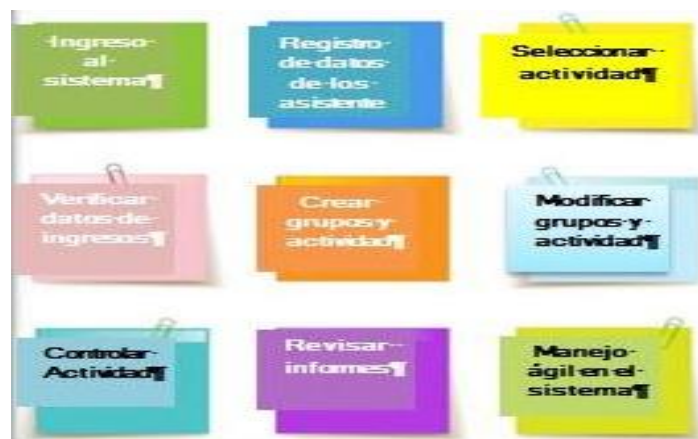 Ingreso
al
sistema¶
Registro
de datos
de los
asistente
Seleccionar
actividad¶
Verificar
datos de
ingresos¶
Crear
grupos y
actividad¶
Modificar
grupos y
actividad¶
Controlar
Actividad¶
Revisar
informes¶
Manejo
ágil en el
sistema¶